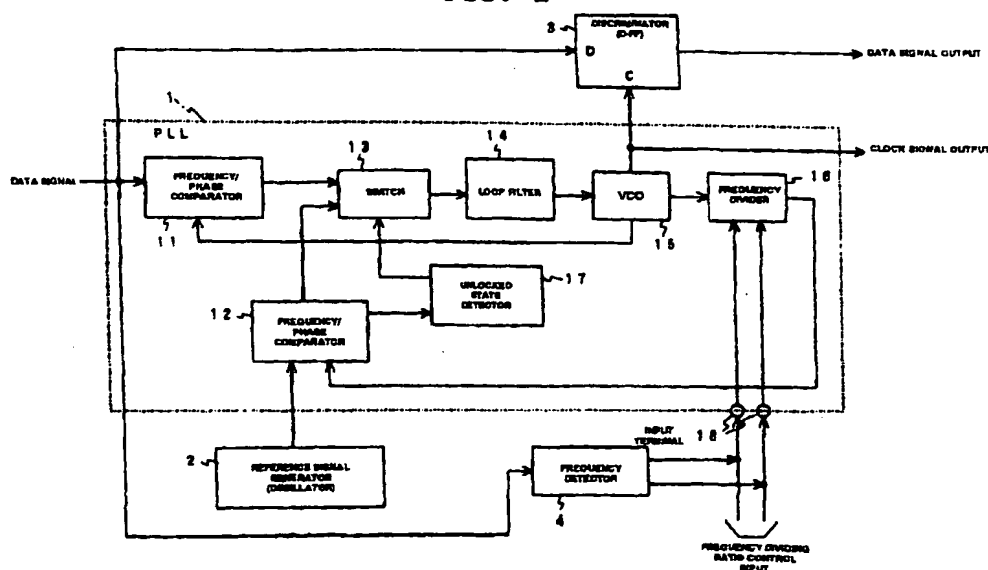 3
DISCRIMINATOR
(D-FF)
D
C
DATA SIGNAL OUTPUT
1
PLL
13
14
CLOCK SIGNAL OUTPUT
16
DATA SIGNAL
FREQUENCY/
PHASE
COMPARATOR
SWITCH
LOOP FILTER
VCO
FREQUENCY
DIVIDER
11
15
17
UNLOCKED
STATE
DETECTOR
12
FREQUENCY/
PHASE
COMPARATOR
18
INPUT
TERMINAL
2
REFERENCE SIGNAL
GENERATOR
(OSCILLATOR)
FREQUENCY
DETECTOR
4
FREQUENCY DIVIDING
RATIO CONTROL
INPUT